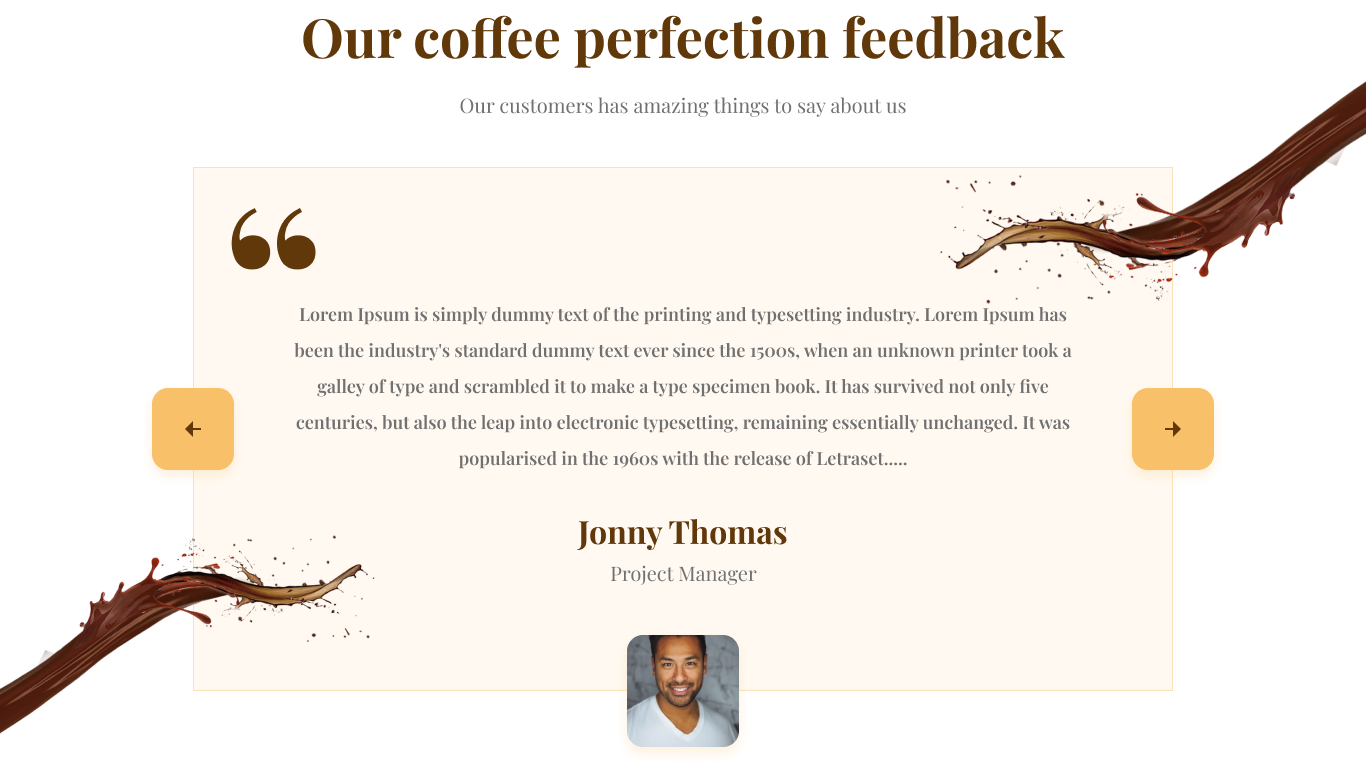 Our coffee perfection feedback
Our customers has amazing things to say about us
Lorem Ipsum is simply dummy text of the printing and typesetting industry. Lorem Ipsum has
been the industry's standard dummy text ever since the 1500s, when an unknown printer took a
galley of type and scrambled it to make a type specimen book. It has survived not only five
centuries, but also the leap into electronic typesetting, remaining essentially unchanged. It was
popularised in the 1960s with the release of Letraset.....
Jonny Thomas
Project Manager